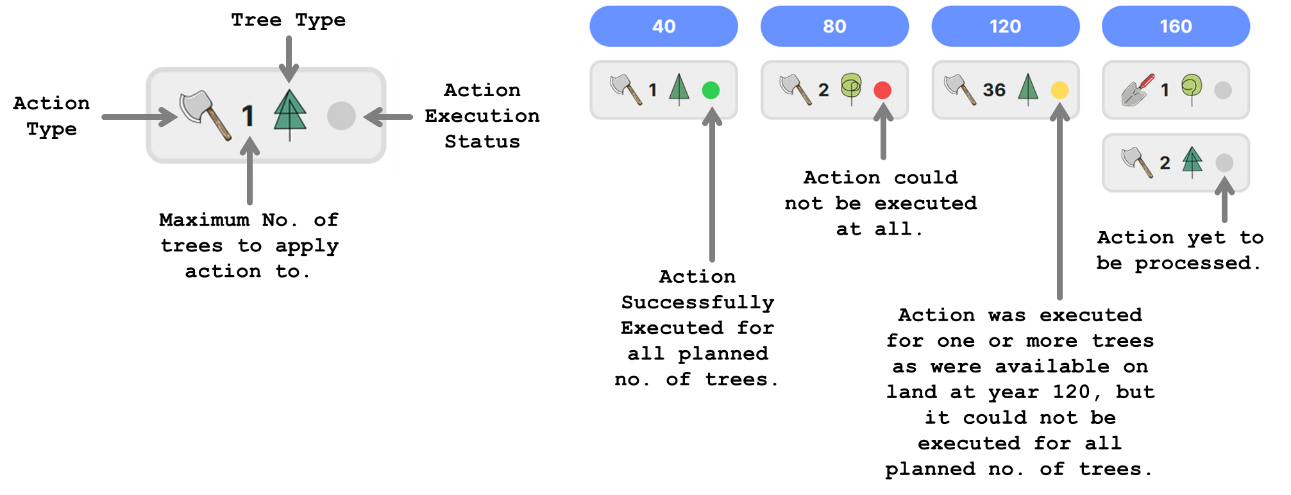 Tree Type
Action
Type
1
Action
Execution
Status
Maximum No. of
trees to apply
action to.
40
80
120
160
1
2
36
1
2
Action could
not be executed
at all.
Action yet to
be processed.
Action
Successfully
Executed for
all planned
no. of trees.
Action was executed
for one or more trees
as were available on
land at year 120, but
it could not be
executed for all
planned no. of trees.